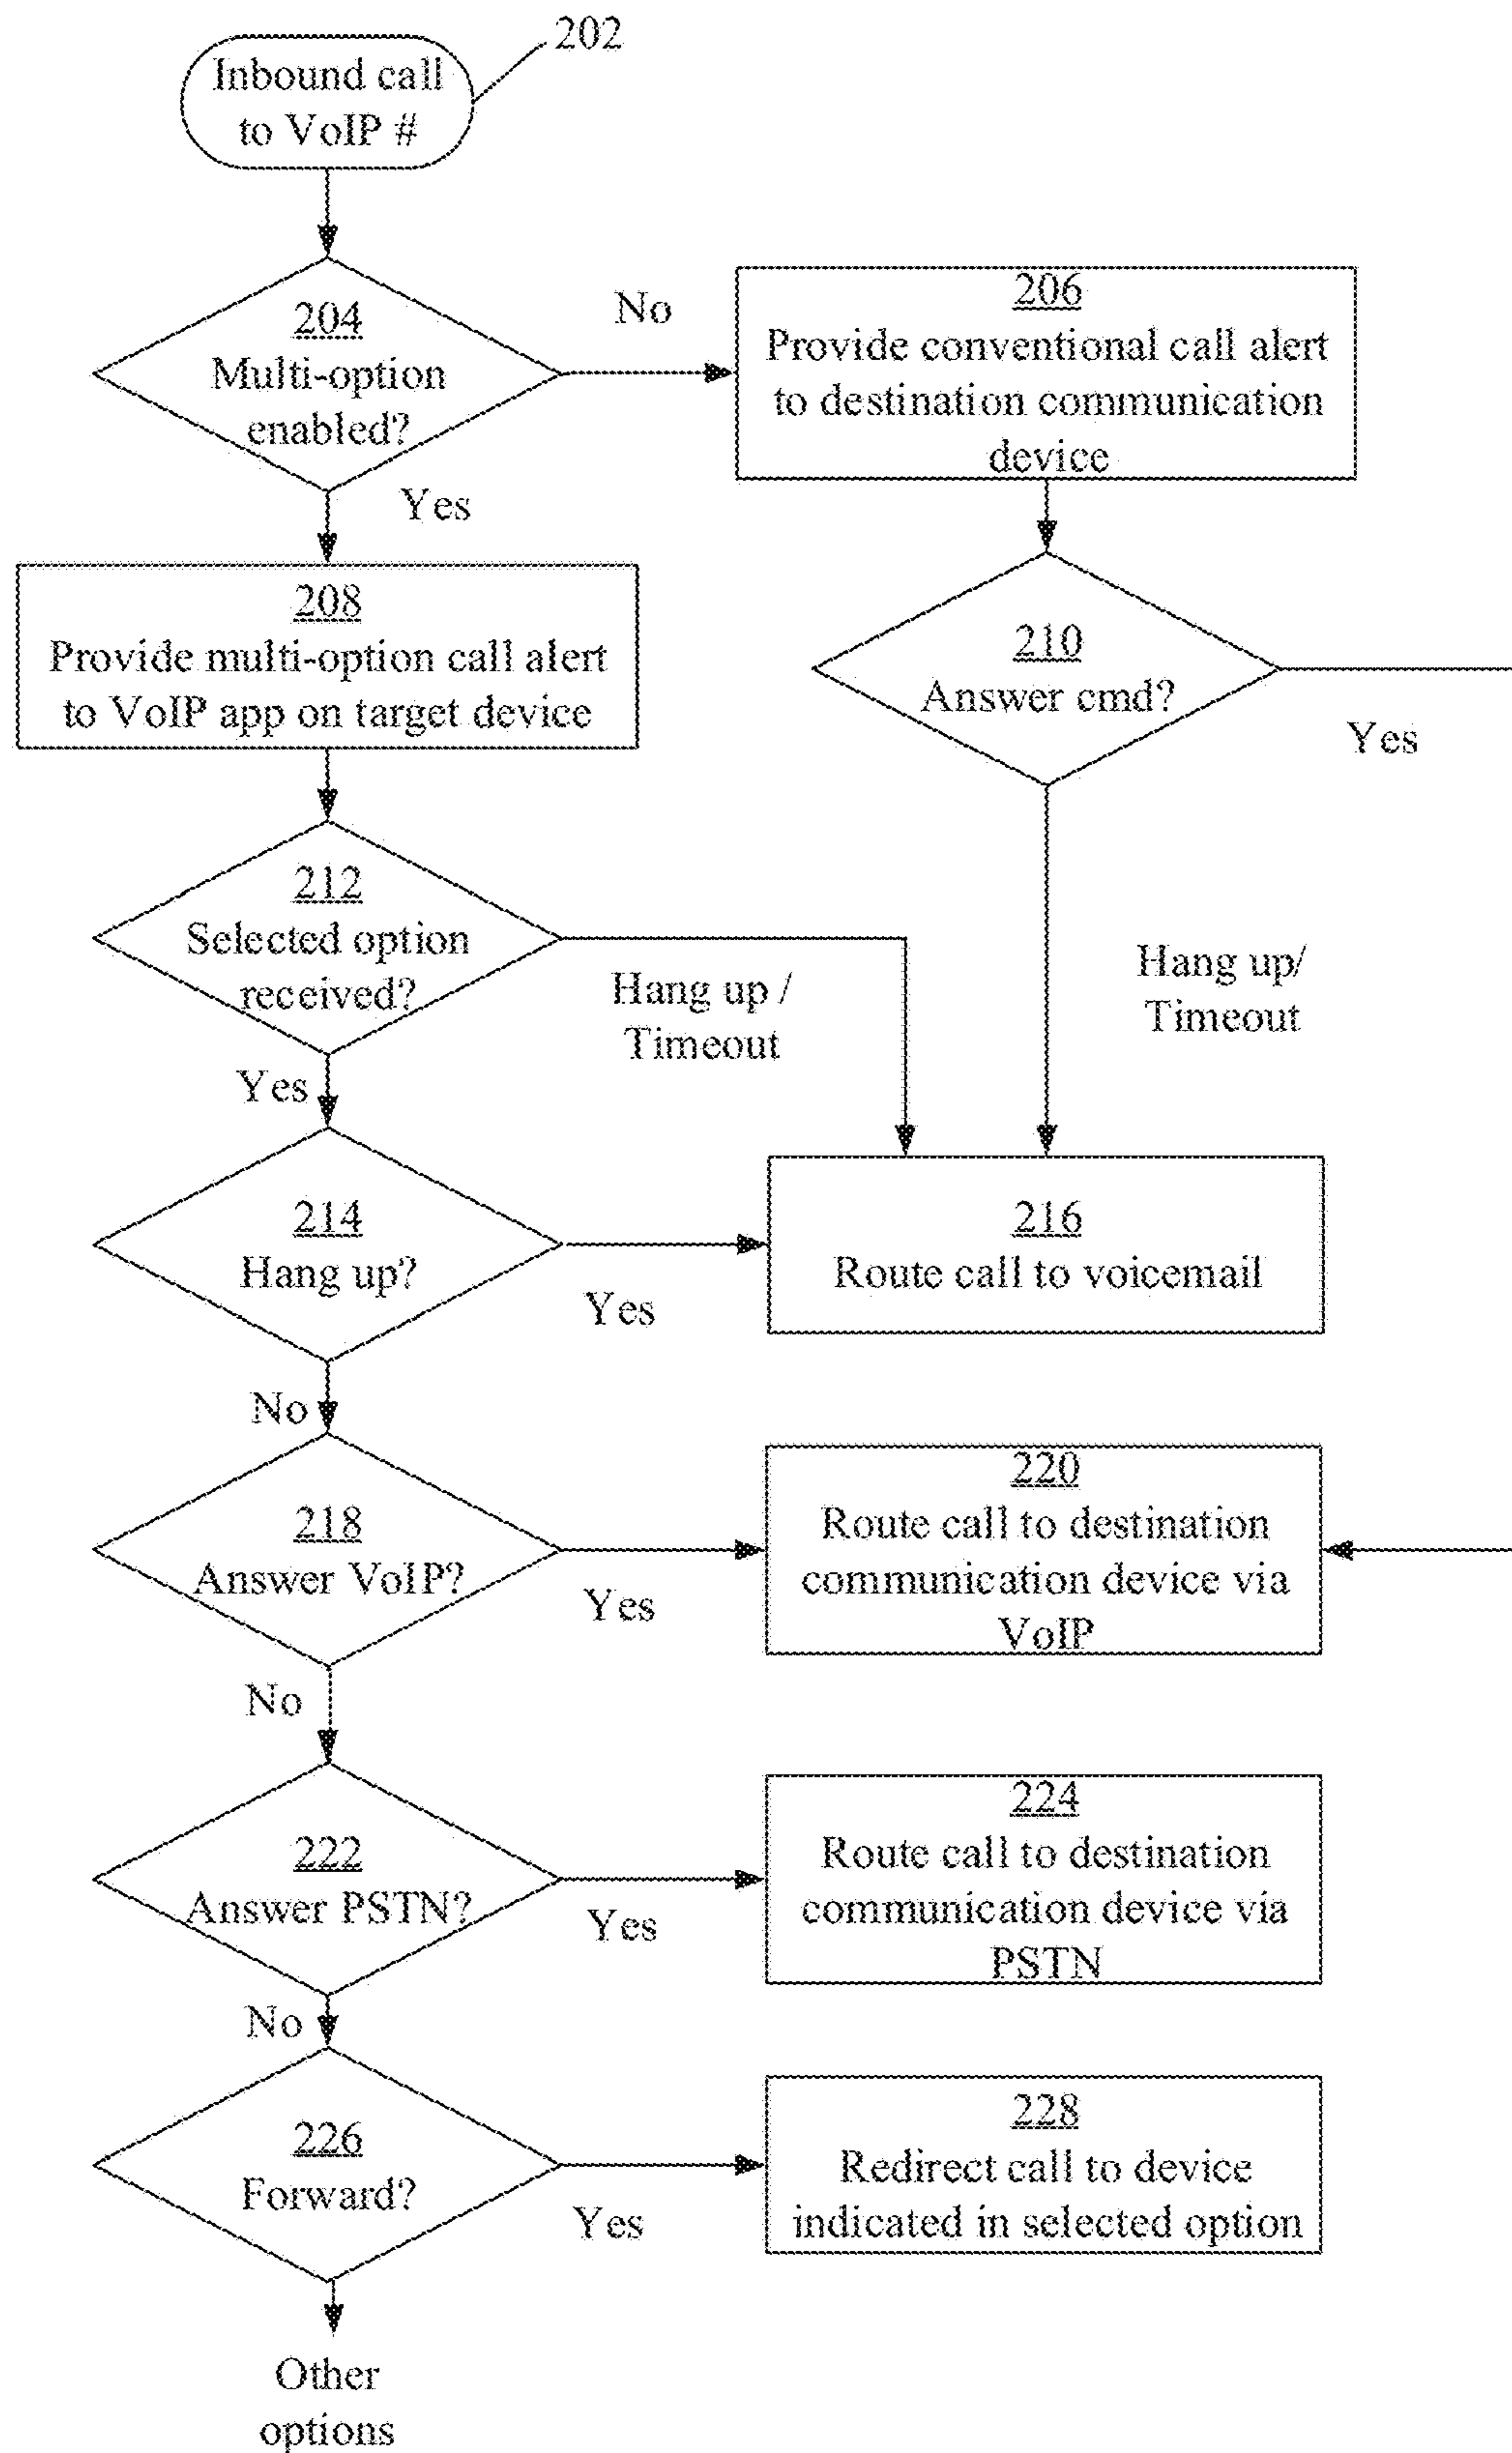 202
Inbound call
to VoIP #
204
Multi-option
enabled?
No
206
Provide conventional call alert
to destination communication
device
Yes
208
Provide multi-option call alert
to VoIP app on target device
210
Answer cmd?
Yes
212
Selected option
received?
Hang up /
Timeout
Hang up/
Timeout
Yes
214
Hang up?
Yes
216
Route call to voicemail
No
218
Answer VoIP?
Yes
220
Route call to destination
communication device via
VoIP
No
222
Answer PSTN?
Yes
224
Route call to destination
communication device via
PSTN
No
226
Forward?
Yes
228
Redirect call to device
indicated in selected option
Other
options